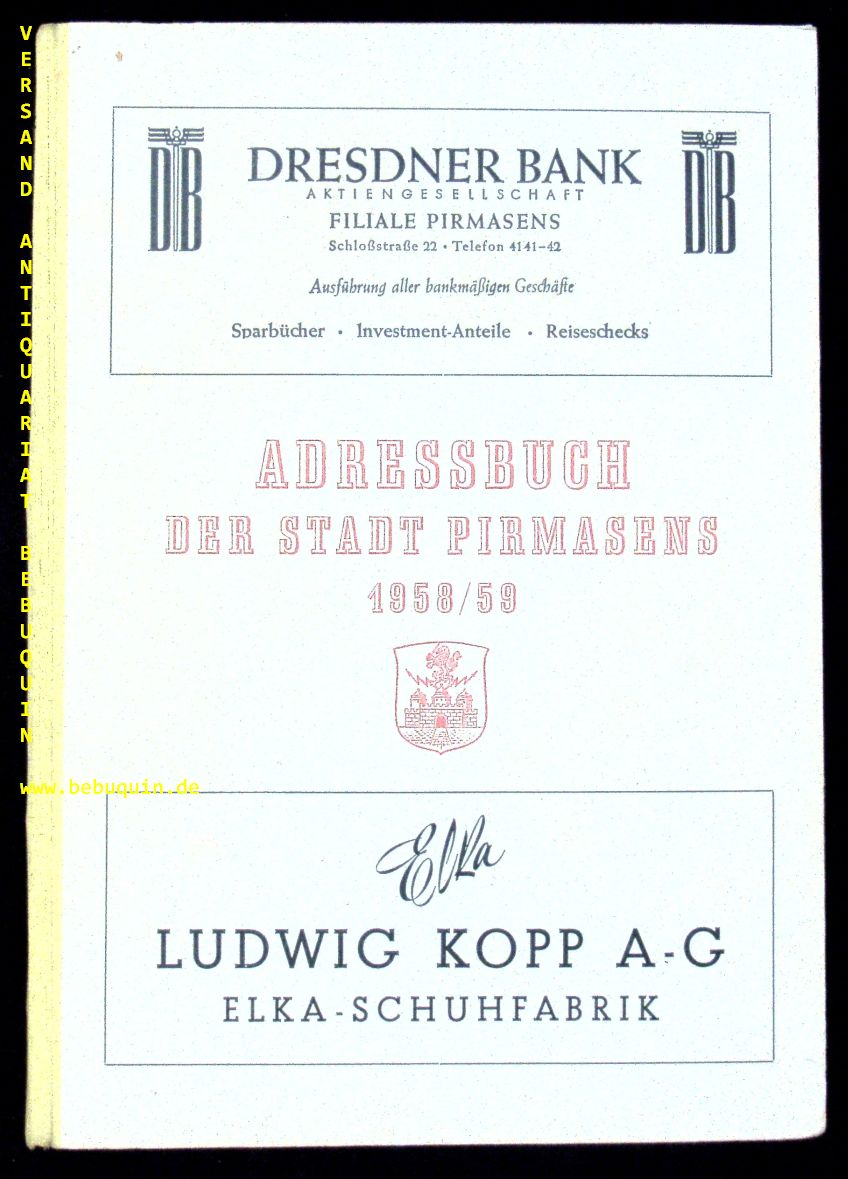 DB
DB
DRESDNER BANK
AKTIENGESELLSCHAFT
FILIALE PIRMASENS
Schloßstraße 22 • Telefon 4141–42
Ausführung aller bankmäßigen Geschäfte
Sparbücher • Investment-Anteile • Reiseschecks
ADRESSBUCH
DER STADT PIRMASENS
1958/59
Elka
LUDWIG KOPP A-G
ELKA-SCHUHFABRIK
VERSAND ANTIQUARIAT BEBUQUIN
www.bebuquin.de